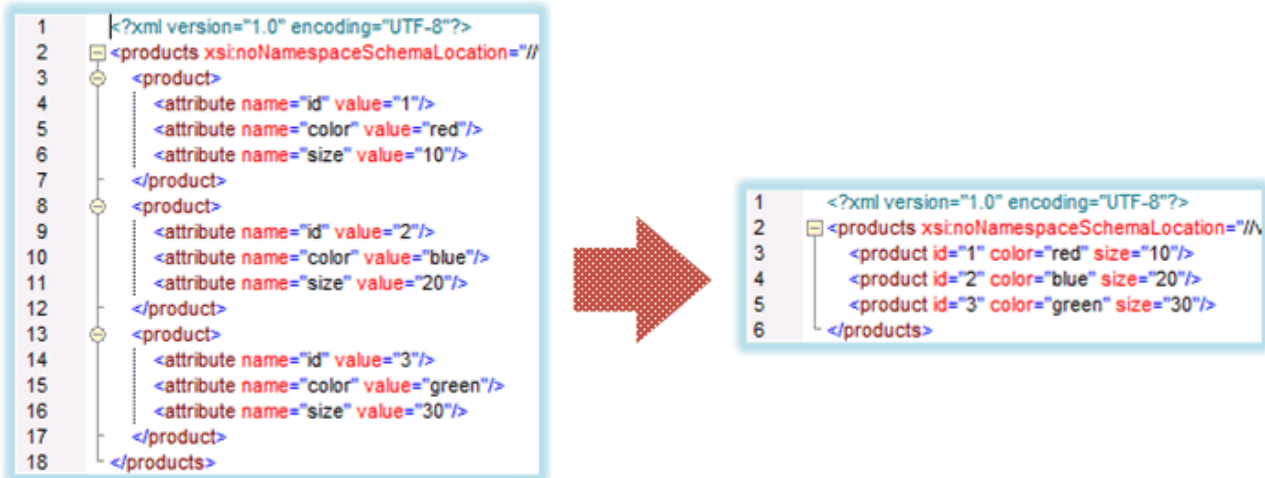 1 <?xml version="1.0" encoding="UTF-8"?>
2 <products xsi:noNamespaceSchemaLocation="//
3 <product>
4 <attribute name="id" value="1"/>
5 <attribute name="color" value="red"/>
6 <attribute name="size" value="10"/>
7 </product>
8 <product>
9 <attribute name="id" value="2"/>
10 <attribute name="color" value="blue"/>
11 <attribute name="size" value="20"/>
12 </product>
13 <product>
14 <attribute name="id" value="3"/>
15 <attribute name="color" value="green"/>
16 <attribute name="size" value="30"/>
17 </product>
18 </products>
1 <?xml version="1.0" encoding="UTF-8"?>
2 <products xsi:noNamespaceSchemaLocation="//
3 <product id="1" color="red" size="10"/>
4 <product id="2" color="blue" size="20"/>
5 <product id="3" color="green" size="30"/>
6 </products>